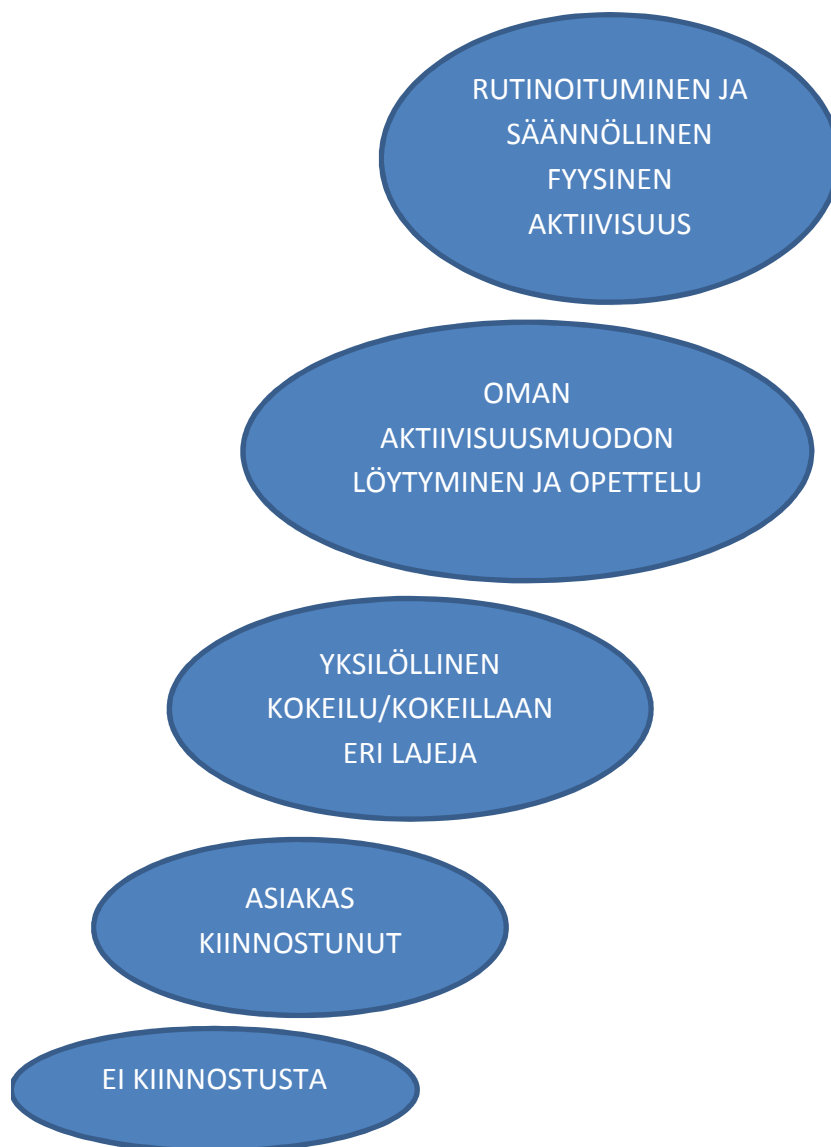 RUTINOITUMINEN JA
SÄÄNNÖLLINEN
FYYSINEN
AKTIIVISUUS
OMAN
AKTIIVISUUSMUODON
LÖYTYMINEN JA OPETTELU
YKSILÖLLINEN
KOKEILU/KOKEILLAAN
ERI LAJEJA
ASIAKAS
KIINNOSTUNUT
EI KIINNOSTUSTA